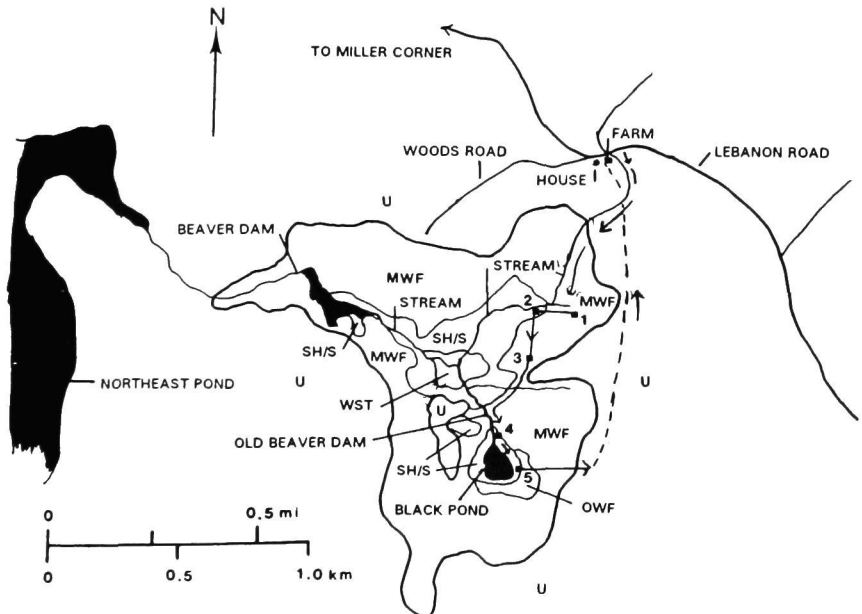 N
TO MILLER CORNER
FARM
WOODS ROAD
LEBANON ROAD
HOUSE
U
BEAVER DAM
MWF
STREAM
STREAM
2
MWF
1
SH/S
SH/S
MWF
3
NORTHEAST POND
U
U
WST
U
OLD BEAVER DAM
4
MWF
SH/S
5
BLACK POND
OWF
0
0.5 mi
0
0.5
1.0 km
U